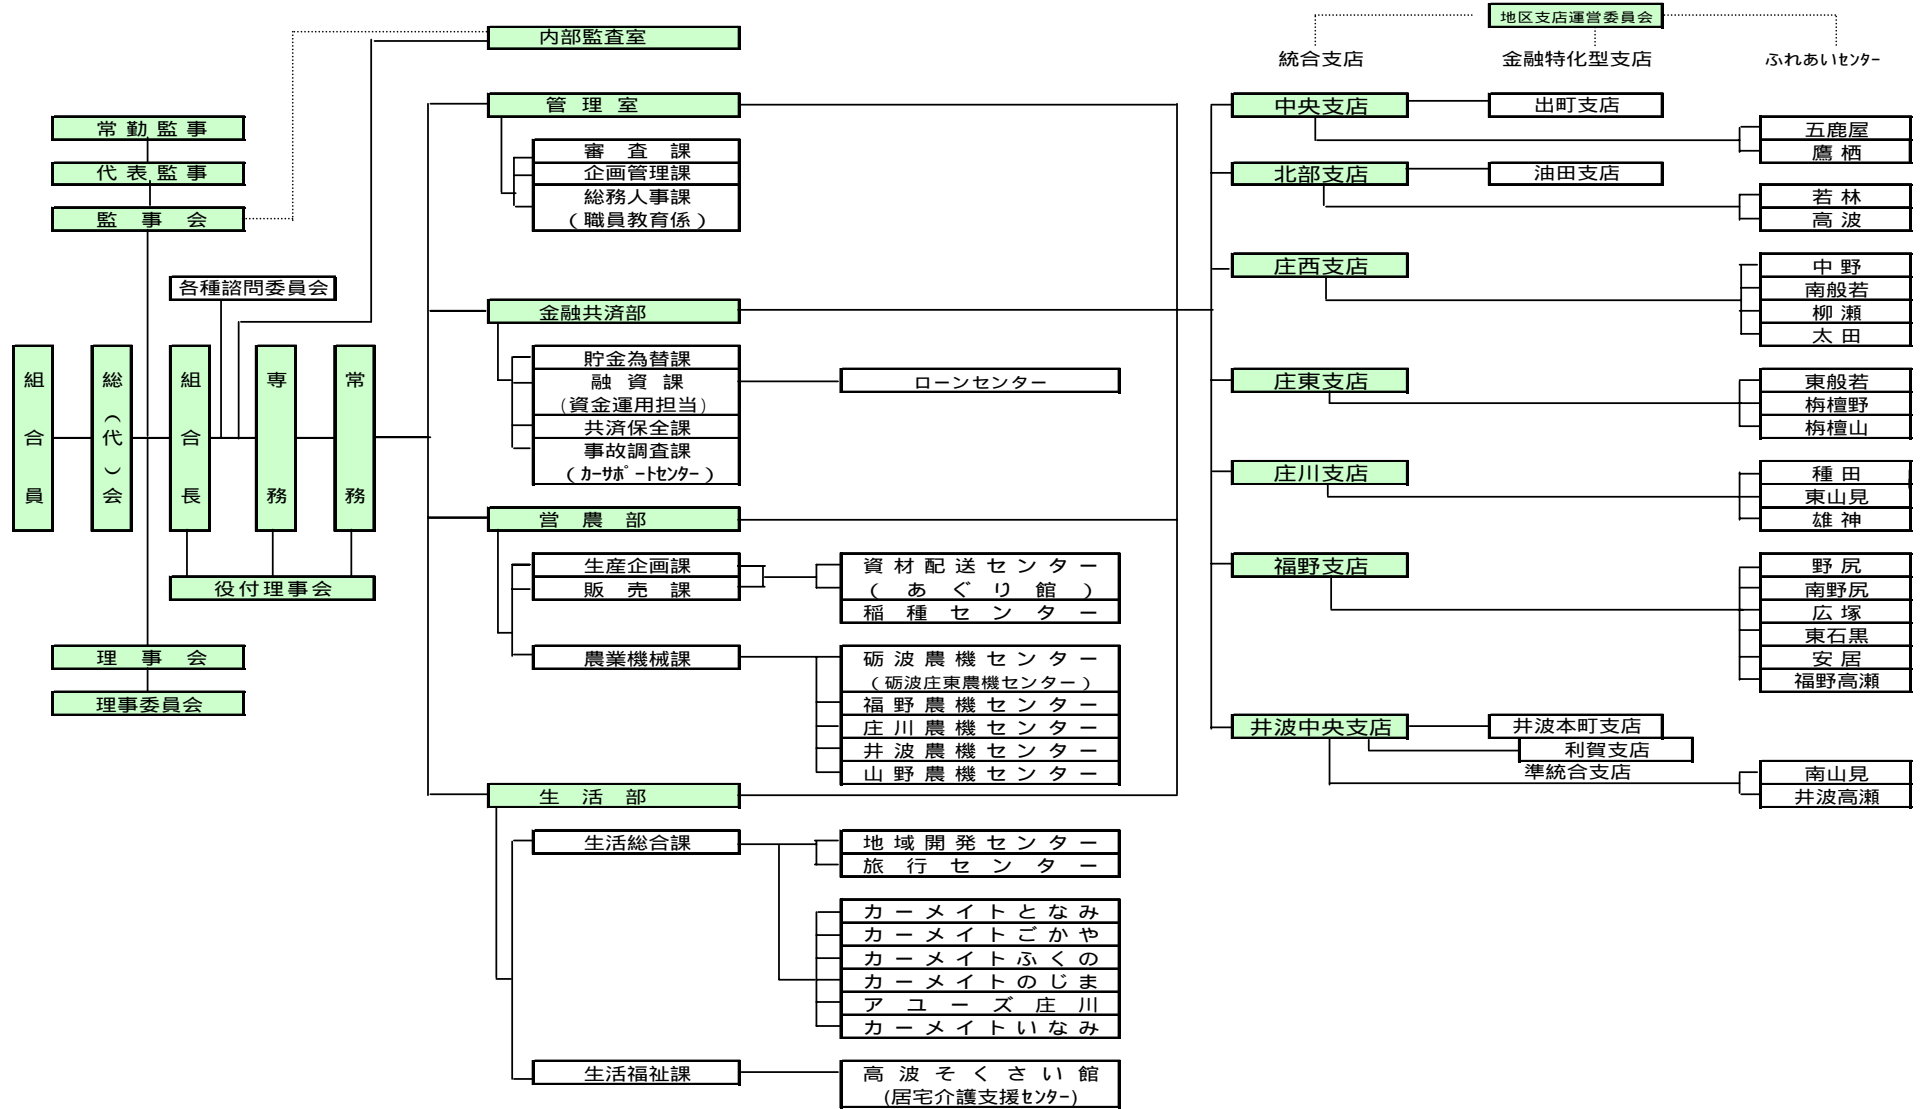 地区支店運営委員会
統合支店
金融特化型支店
ふれあいセンター
内部監査室
管理室
審査課
企画管理課
総務人事課
(職員教育係)
常勤監事
代表監事
監事会
各種諮問委員会
組合員
総(代)会
組合長
専務
常務
役付理事会
理事会
理事委員会
金融共済部
貯金為替課
融資課
(資金運用担当)
共済保全課
事故調査課
(カーサポートセンター)
ローンセンター
営農部
生産企画課
販売課
資材配送センター
(あぐり館)
稲種センター
農業機械課
砺波農機センター
(砺波庄東農機センター)
福野農機センター
庄川農機センター
井波農機センター
山野農機センター
生活部
生活総合課
地域開発センター
旅行センター
カーメイトとなみ
カーメイトごかや
カーメイトふくの
カーメイトのじま
アユーズ庄川
カーメイトいなみ
生活福祉課
高波そくさい館
(居宅介護支援センター)
中央支店
出町支店
五鹿屋
鷹栖
北部支店
油田支店
若林
高波
庄西支店
中野
南般若
柳瀬
太田
庄東支店
東般若
栴檀野
栴檀山
庄川支店
種田
東山見
雄神
福野支店
野尻
南野尻
広塚
東石黒
安居
福野高瀬
井波中央支店
井波本町支店
利賀支店
準統合支店
南山見
井波高瀬